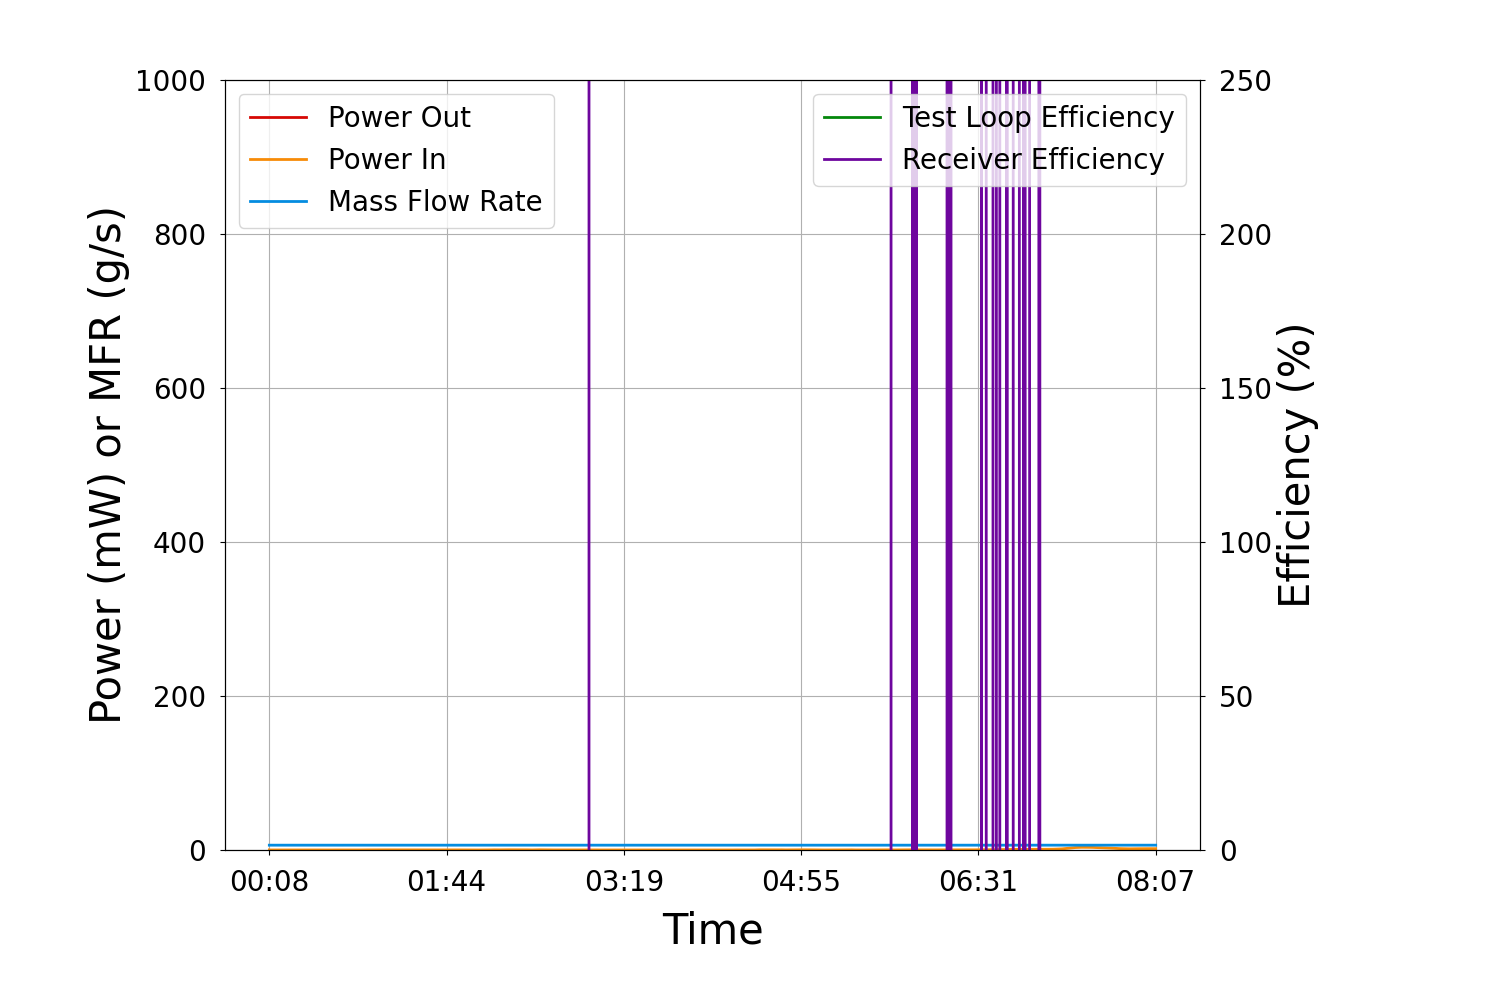 1000
800
600
400
200
0
Power (mW) or MFR (g/s)
Power Out
Power In
Mass Flow Rate
Test Loop Efficiency
Receiver Efficiency
250
200
150
100
50
0
Efficiency (%)
00:08 01:44 03:19 04:55 06:31 08:07
Time